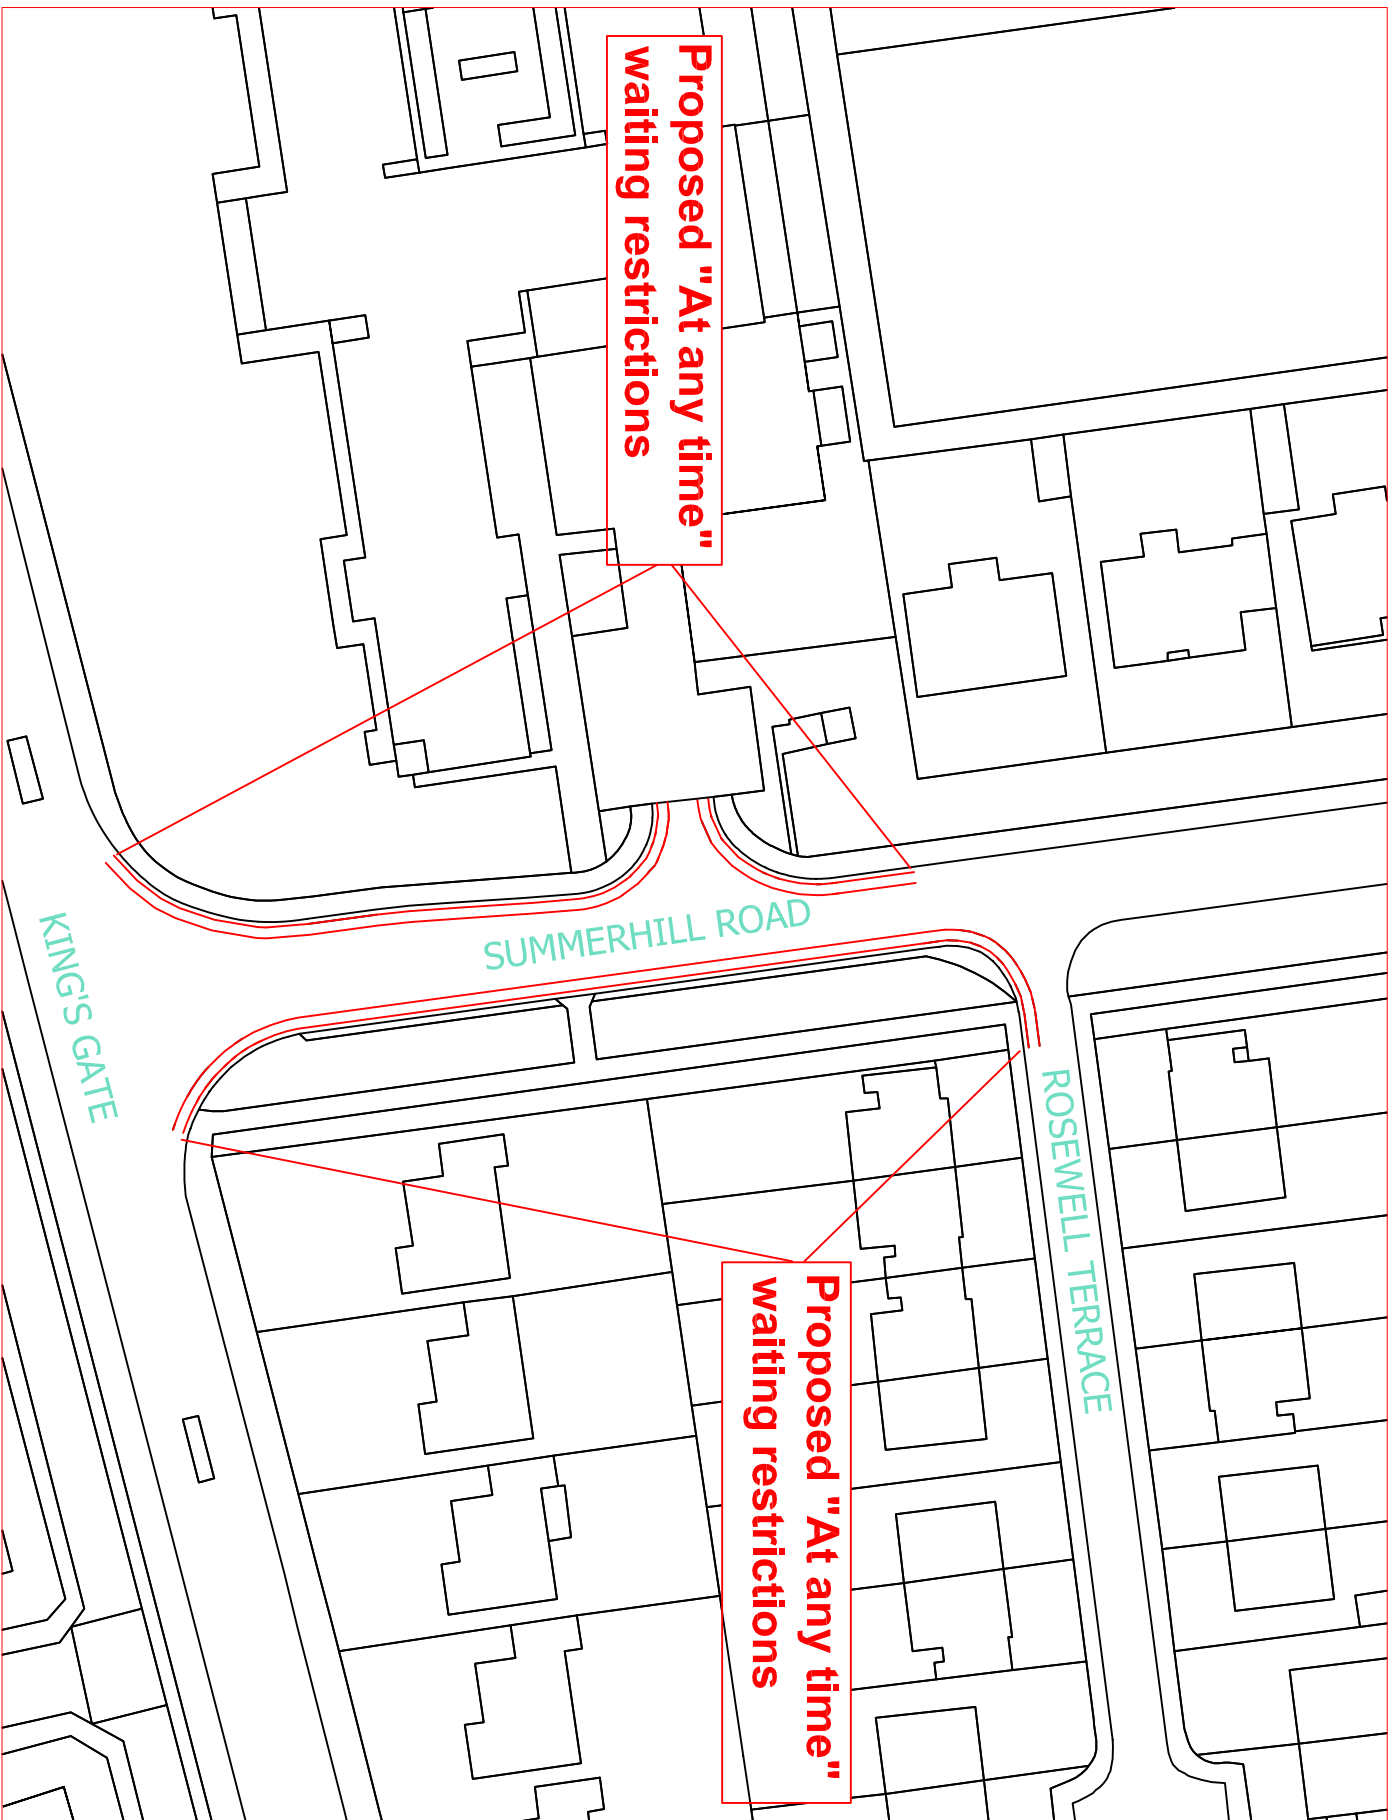 Proposed "At any time"
waiting restrictions
SUMMERHILL ROAD
KING'S GATE
ROSEWELL TERRACE
Proposed "At any time"
waiting restrictions